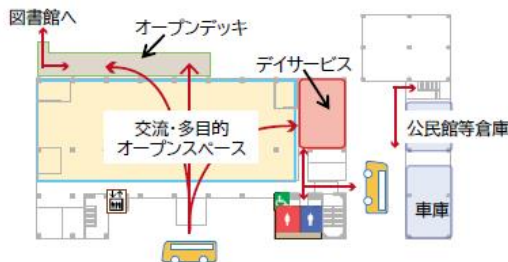 図書館へ
オープンデッキ
デイサービス
交流・多目的
オープンスペース
公民館等倉庫
車庫